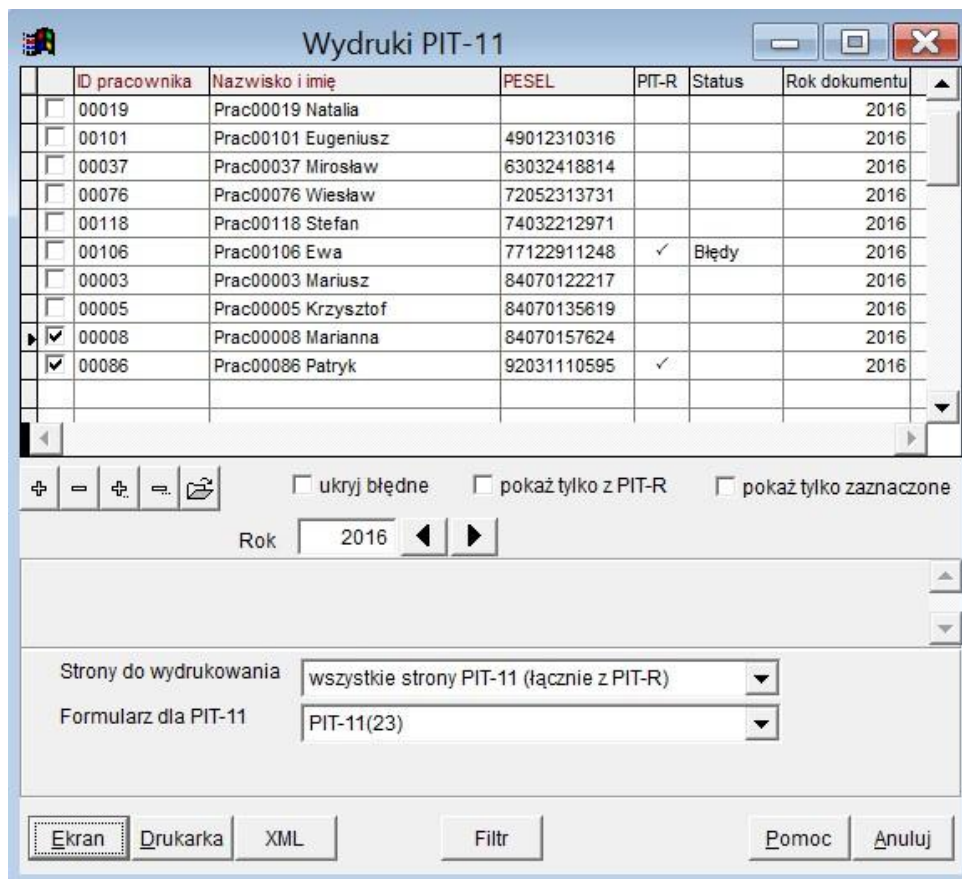 Wydruki PIT-11
ID pracownika Nazwisko i imię PESEL PIT-R Status Rok dokumentu
00019 Prac00019 Natalia 2016
00101 Prac00101 Eugeniusz 49012310316 2016
00037 Prac00037 Mirosław 63032418814 2016
00076 Prac00076 Wiesław 72052313731 2016
00118 Prac00118 Stefan 74032212971 2016
00106 Prac00106 Ewa 77122911248 ✓ Błędy 2016
00003 Prac00003 Mariusz 84070122217 2016
00005 Prac00005 Krzysztof 84070135619 2016
00008 Prac00008 Marianna 84070157624 2016
00086 Prac00086 Patryk 92031110595 ✓ 2016
ukryj błędne pokaż tylko z PIT-R pokaż tylko zaznaczone
Rok 2016
Strony do wydrukowania wszystkie strony PIT-11 (łącznie z PIT-R)
Formularz dla PIT-11 PIT-11(23)
Ekran Drukarka XML Filtr Pomoc Anuluj